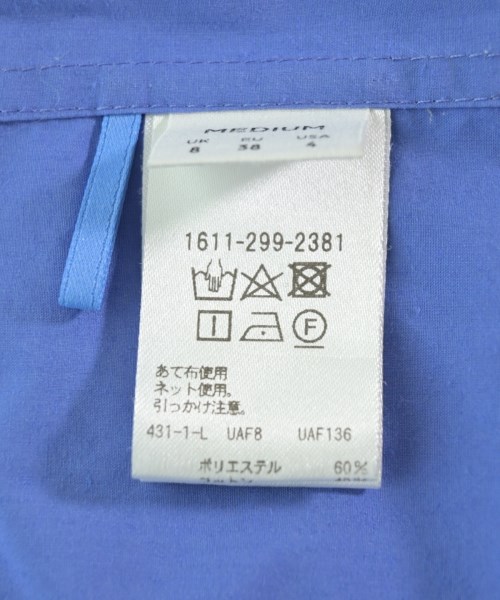 MEDIUM
UK EU USA
8 38 4
1611-299-2381
F
あて布使用
ネット使用。
引っかけ注意。
431-1-L UAF8 UAF136
ポリエステル 60%